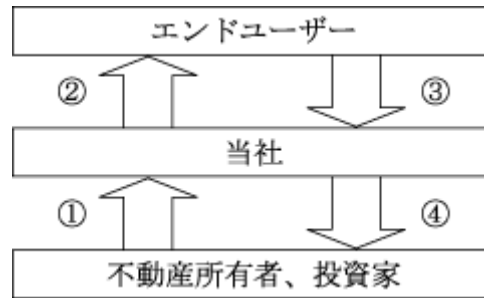 エンドユーザー
② ③
当社
① ④
不動産所有者、投資家